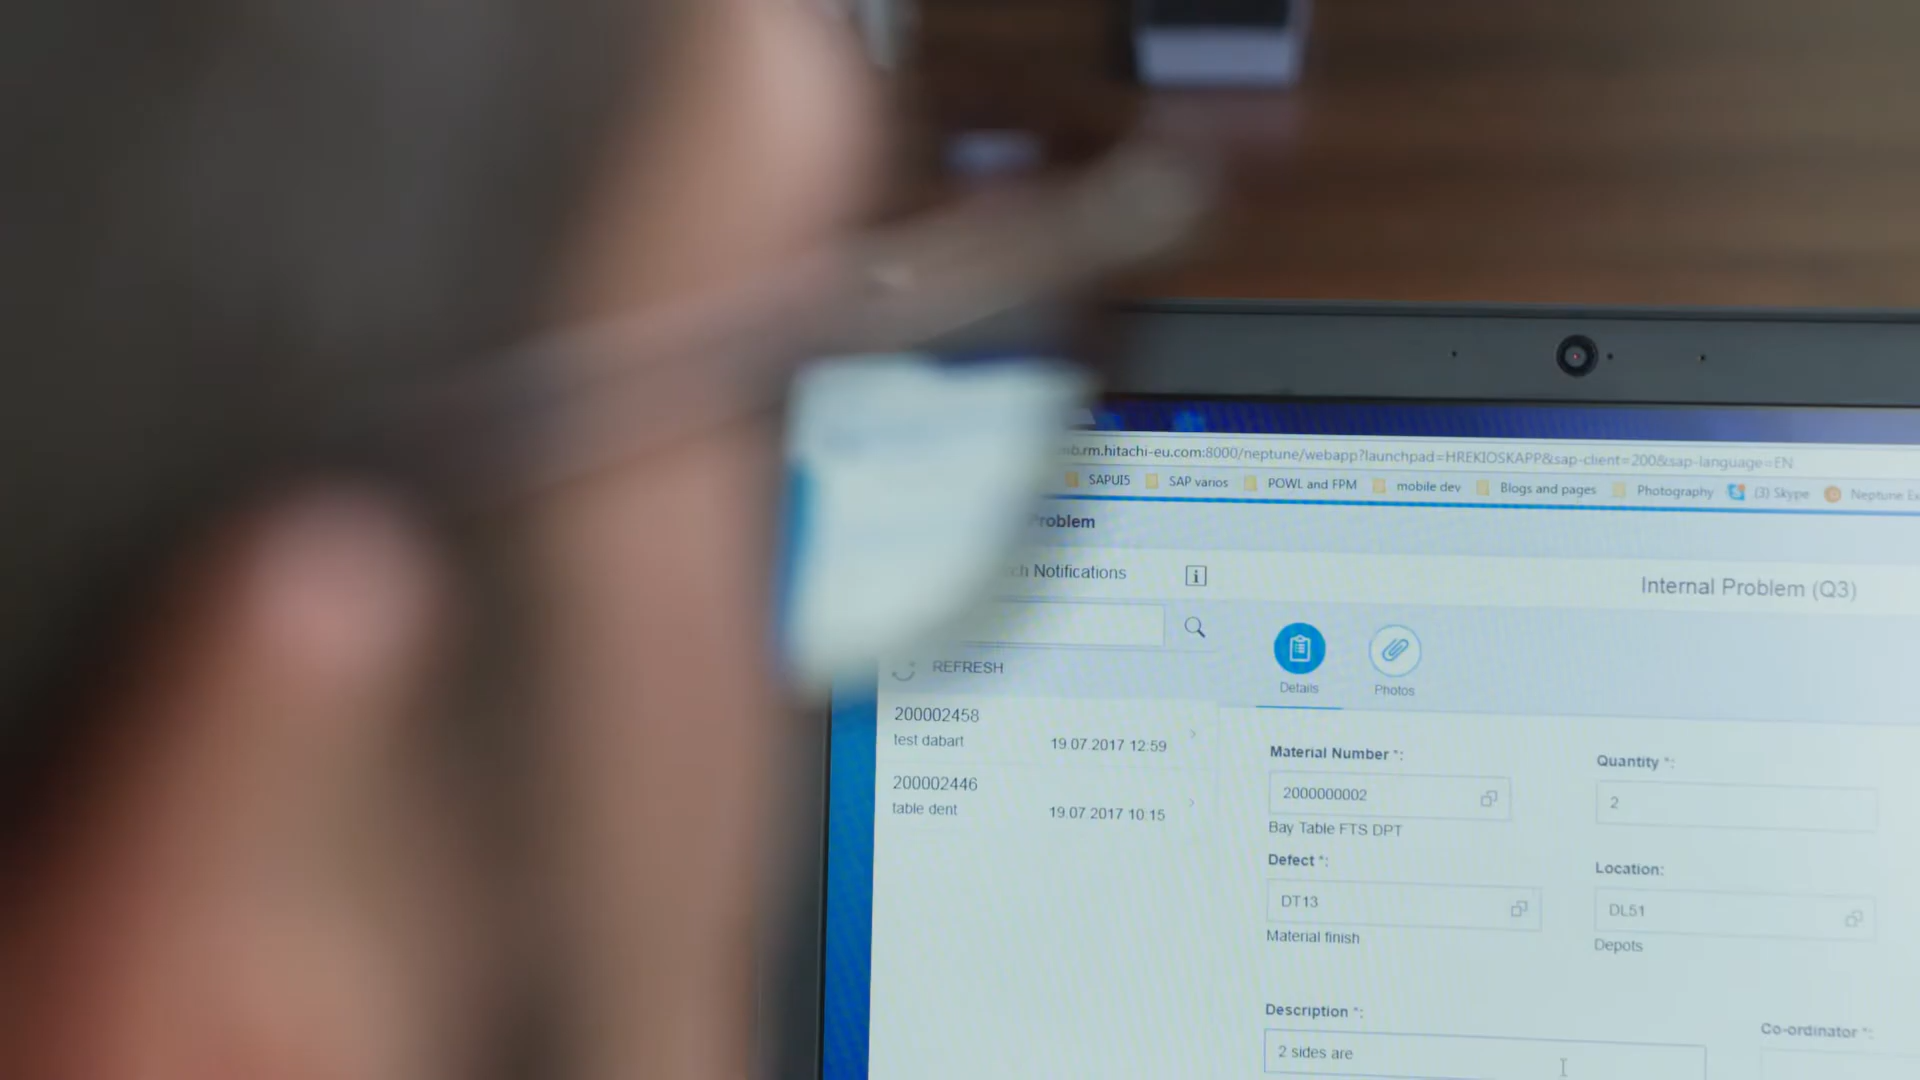 .rm.hitachi-eu.com:8000/neptune/webapp?launchpad=HREKIOSKAPP&sap-client=200&sap-language=EN
SAPUI5 SAP varios POWL and FPM mobile dev Blogs and pages Photography (3) Skype Neptune
Problem
Notifications
Internal Problem (Q3)
REFRESH
Details Photos
200002458
test dabart 19.07.2017 12:59
200002446
table dent 19.07.2017 10:15
Material Number *: Quantity *:
2000000002 2
Bay Table FTS DPT
Defect *: Location:
DT13 DL51
Material finish Depots
Description *: Co-ordinator *:
2 sides are